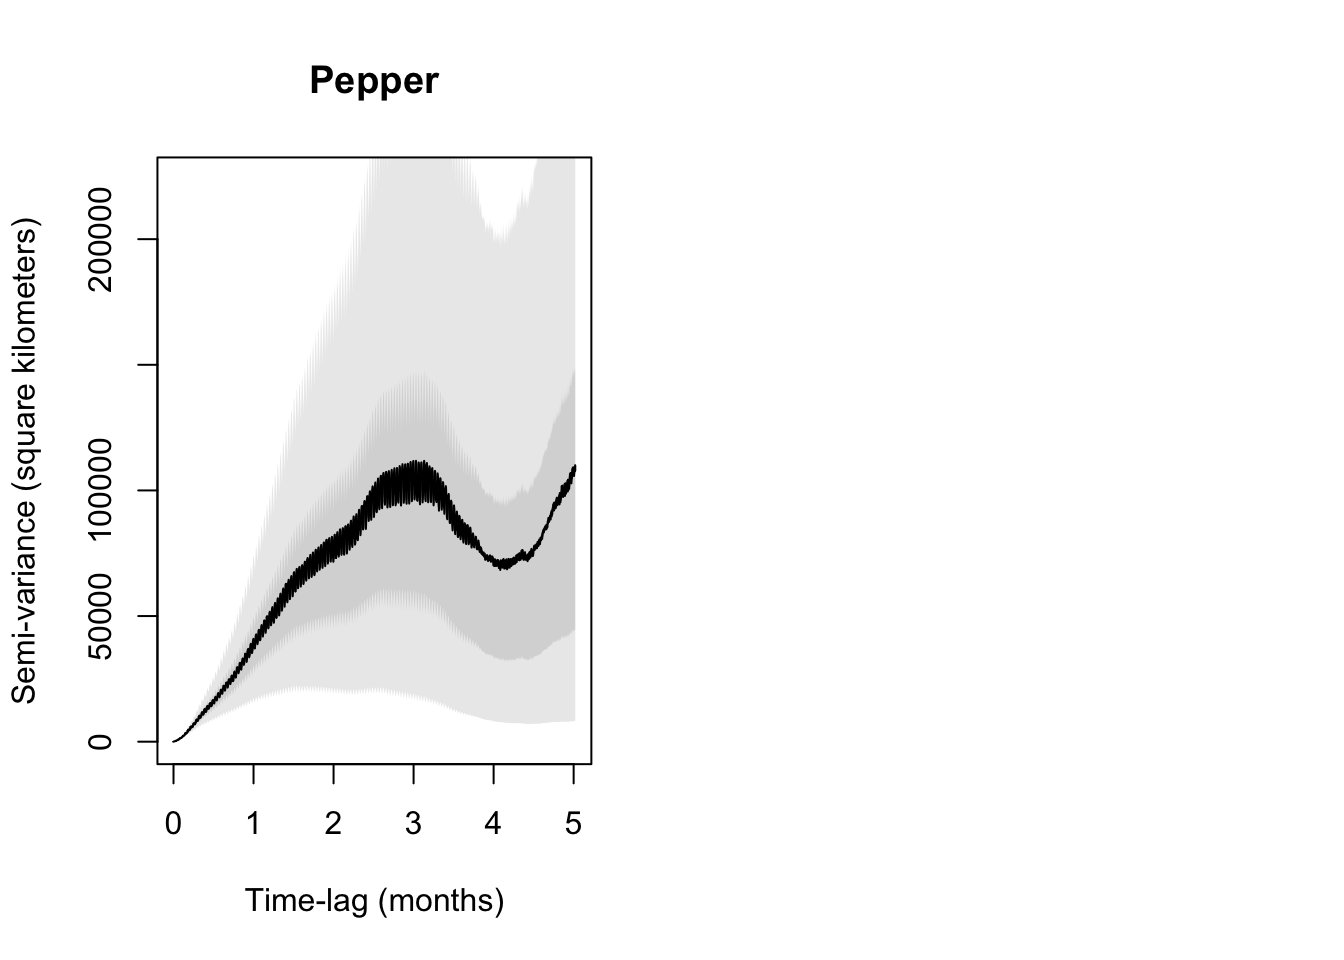 Pepper
Semi-variance (square kilometers)
200000
100000
50000
0
0 1 2 3 4 5
Time-lag (months)